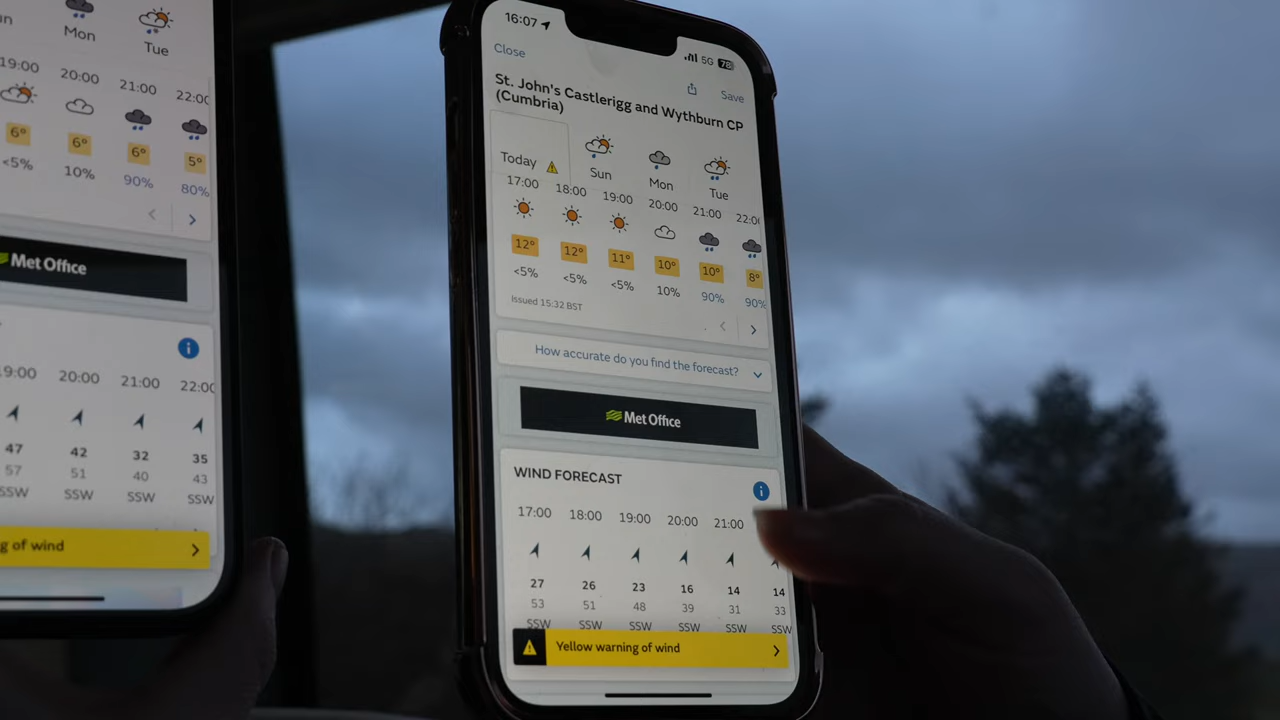 Mon
Tue
19:00 20:00 21:00 22:00
6° 6° 6° 5°
<5% 10% 90% 80%
Met Office
19:00 20:00 21:00 22:00
47 42 32 35
57 51 40 43
SSW SSW SSW SSW
of wind
16:07
5G 78
Close
Save
St. John's Castlerigg and Wythburn CP
(Cumbria)
Today Sun Mon Tue
17:00 18:00 19:00 20:00 21:00 22:00
12° 12° 11° 10° 10° 8°
<5% <5% <5% 10% 90% 90%
Issued 15:32 BST
How accurate do you find the forecast?
Met Office
WIND FORECAST
17:00 18:00 19:00 20:00 21:00
27 26 23 16 14 14
53 51 48 39 31 33
SSW SSW SSW SSW SSW SSW
Yellow warning of wind